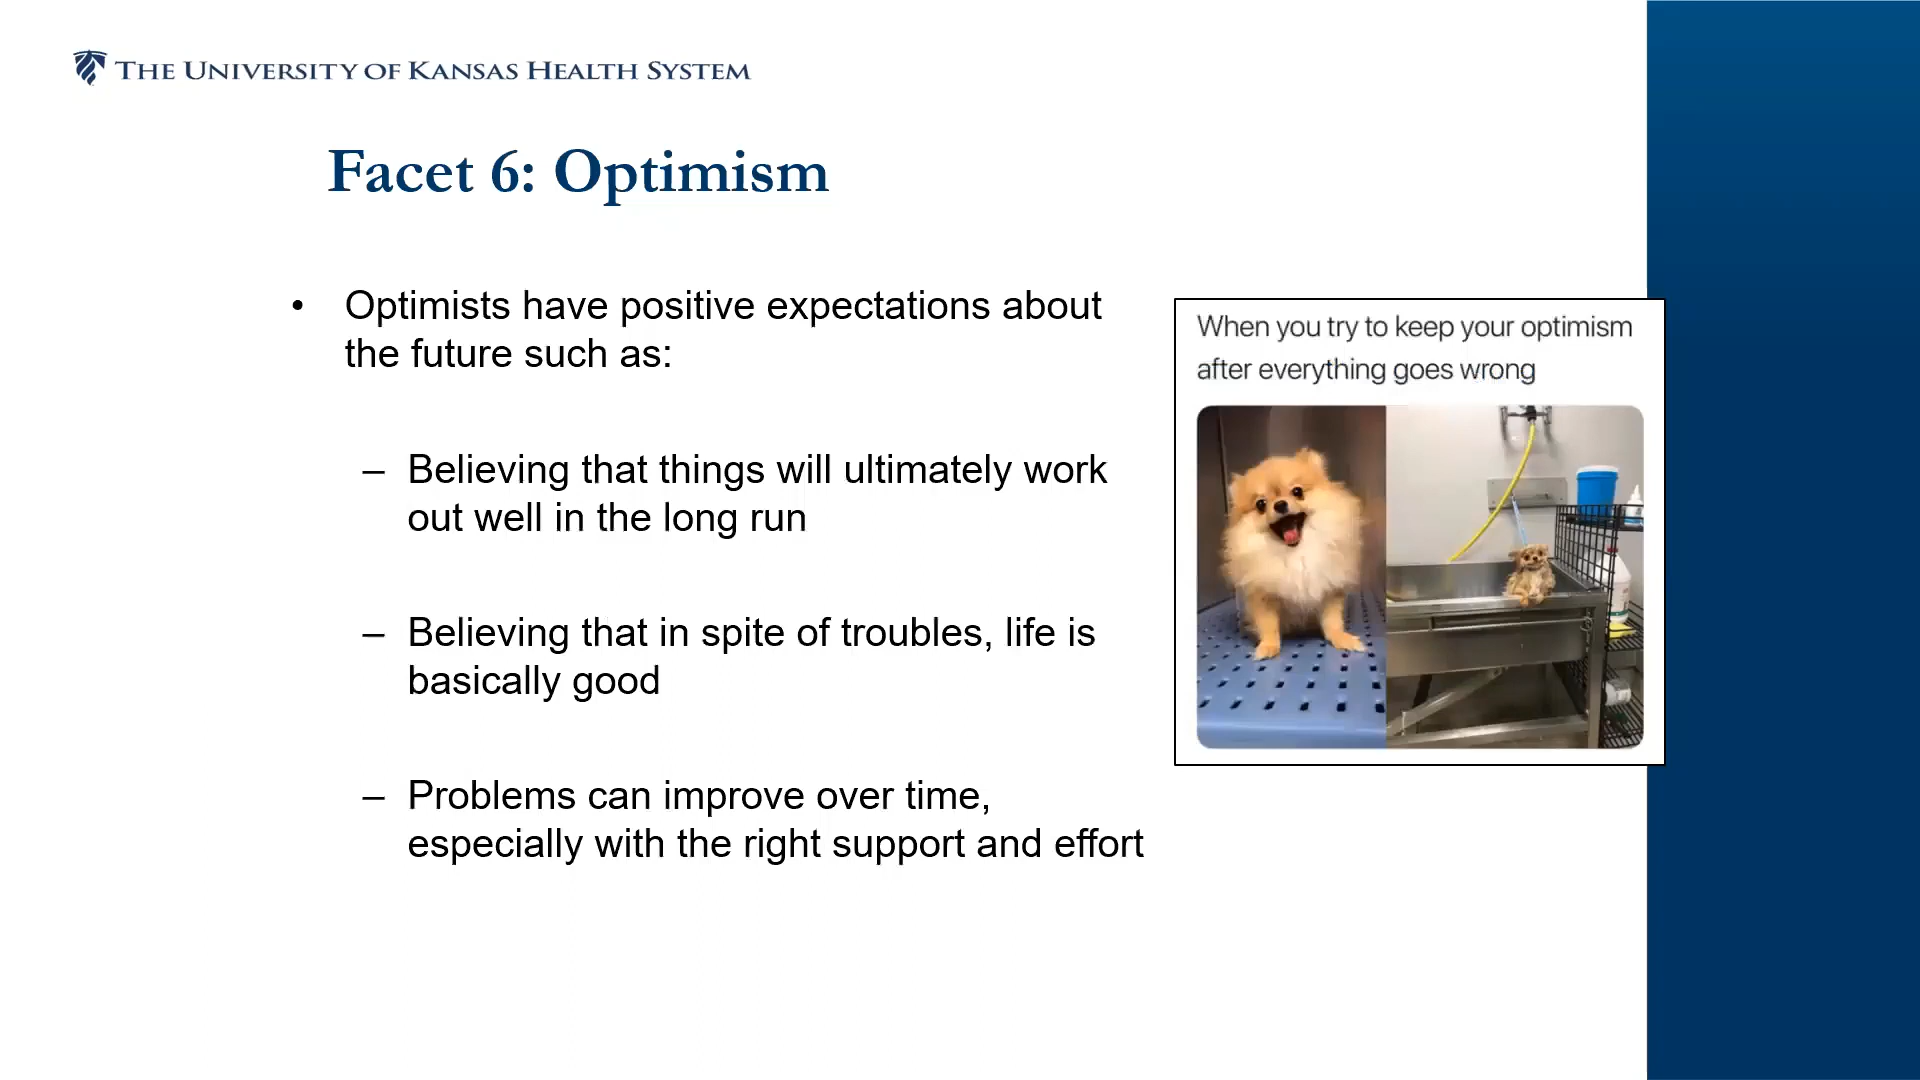 THE UNIVERSITY OF KANSAS HEALTH SYSTEM
Facet 6: Optimism
• Optimists have positive expectations about
the future such as:
– Believing that things will ultimately work
out well in the long run
– Believing that in spite of troubles, life is
basically good
– Problems can improve over time,
especially with the right support and effort
When you try to keep your optimism
after everything goes wrong